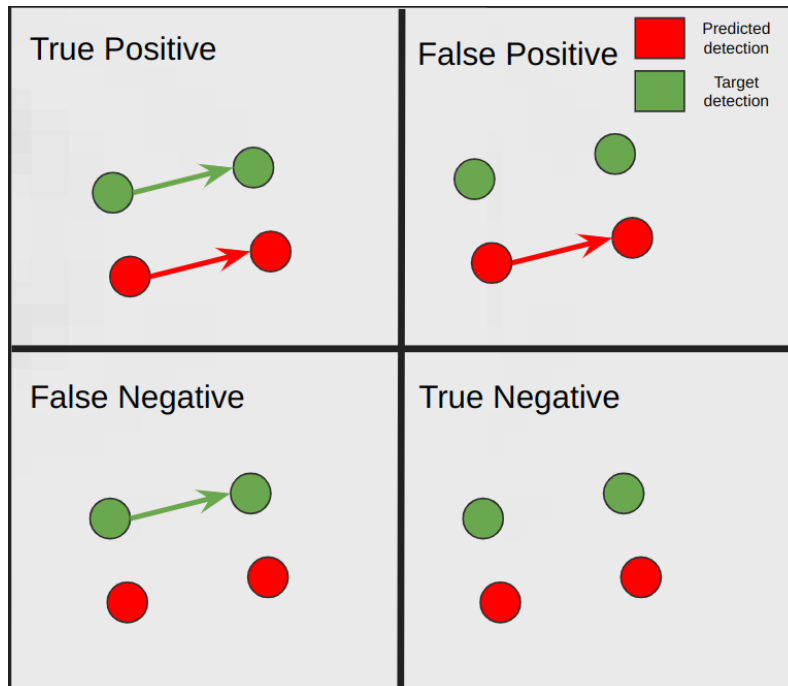 True Positive
False Positive
Predicted
detection
Target
detection
False Negative
True Negative